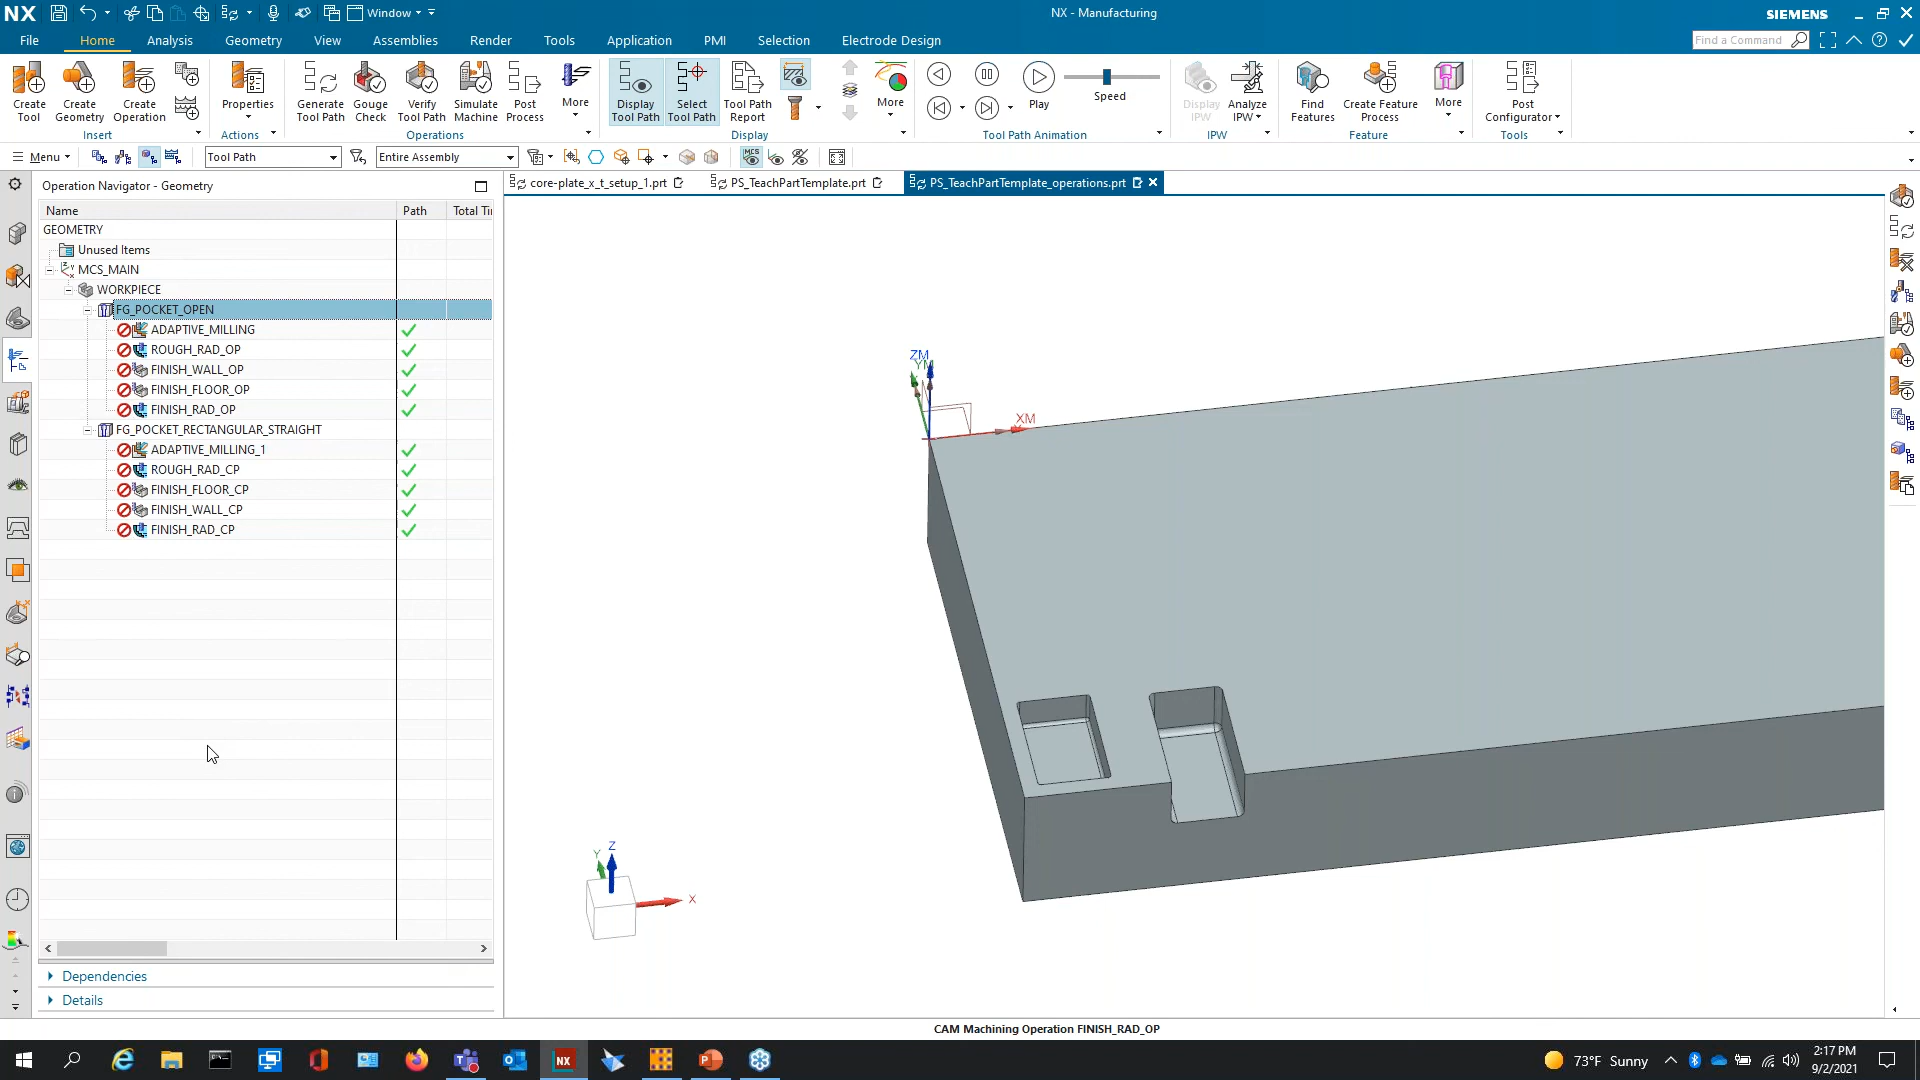 NX
Window
NX - Manufacturing
SIEMENS
File Home Analysis Geometry View Assemblies Render Tools Application PMI Selection Electrode Design
Find a Command
Create Tool
Create Geometry
Create Operation
Insert
Properties
Actions
Generate Tool Path
Gouge Check
Verify Tool Path
Simulate Machine
Post Process
More
Operations
Display Tool Path
Select Tool Path
Tool Path Report
More
Display
Play
Speed
Tool Path Animation
Display IPW
Analyze IPW
IPW
Find Features
Create Feature Process
More
Feature
Post Configurator
Tools
Menu
Tool Path
Entire Assembly
MCS
Operation Navigator - Geometry
core-plate_x_t_setup_1.prt
PS_TeachPartTemplate.prt
PS_TeachPartTemplate_operations.prt
Name Path Total Ti
GEOMETRY
Unused Items
MCS_MAIN
WORKPIECE
FG_POCKET_OPEN
ADAPTIVE_MILLING
ROUGH_RAD_OP
FINISH_WALL_OP
FINISH_FLOOR_OP
FINISH_RAD_OP
FG_POCKET_RECTANGULAR_STRAIGHT
ADAPTIVE_MILLING_1
ROUGH_RAD_CP
FINISH_FLOOR_CP
FINISH_WALL_CP
FINISH_RAD_CP
ZM
YM
XM
Z
Y
X
Dependencies
Details
CAM Machining Operation FINISH_RAD_OP
NX
73°F Sunny
2:17 PM
9/2/2021